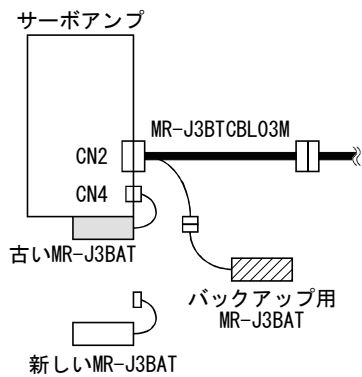 サーボアンプ
MR-J3BTCBL03M
CN2
CN4
古いMR-J3BAT
バックアップ用
MR-J3BAT
新しいMR-J3BAT